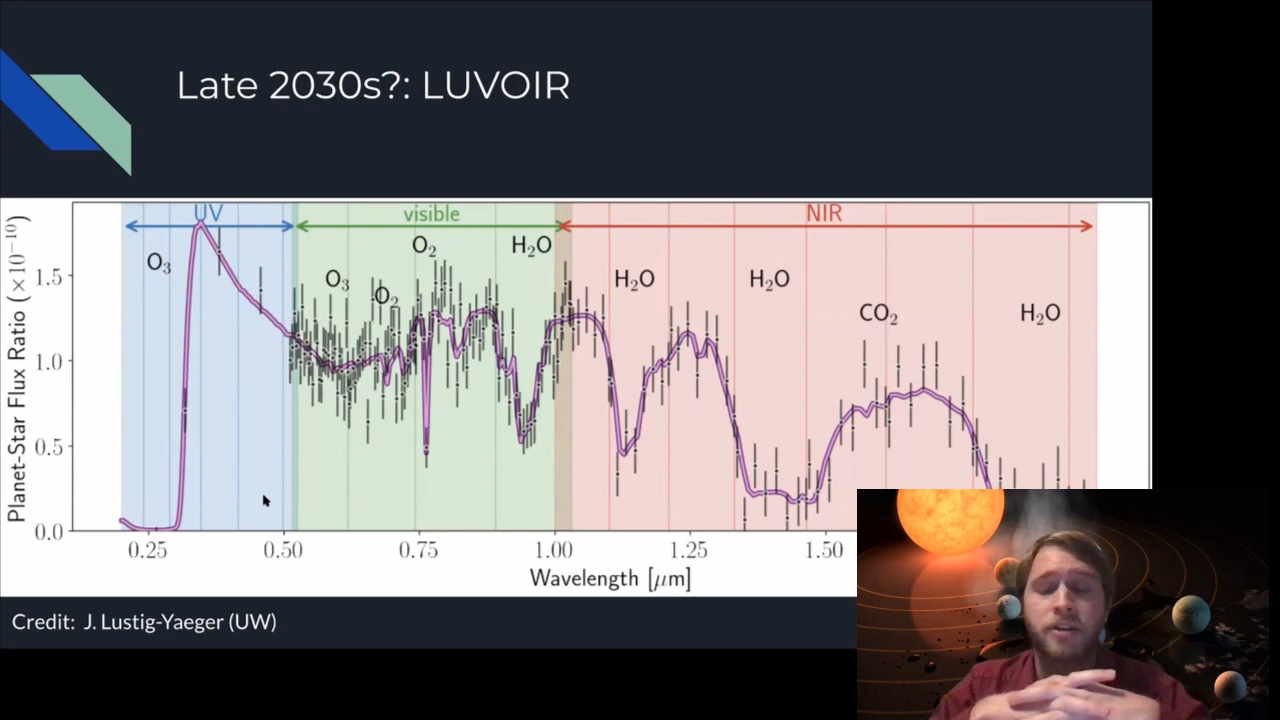 Late 2030s?: LUVOIR
UV
visible
NIR
O₃
O₃
O₂
O₂
H₂O
H₂O
H₂O
CO₂
H₂O
Planet-Star Flux Ratio (×10⁻¹⁰)
1.5
1.0
0.5
0.0
0.25 0.50 0.75 1.00 1.25 1.50
Wavelength [μm]
Credit: J. Lustig-Yaeger (UW)